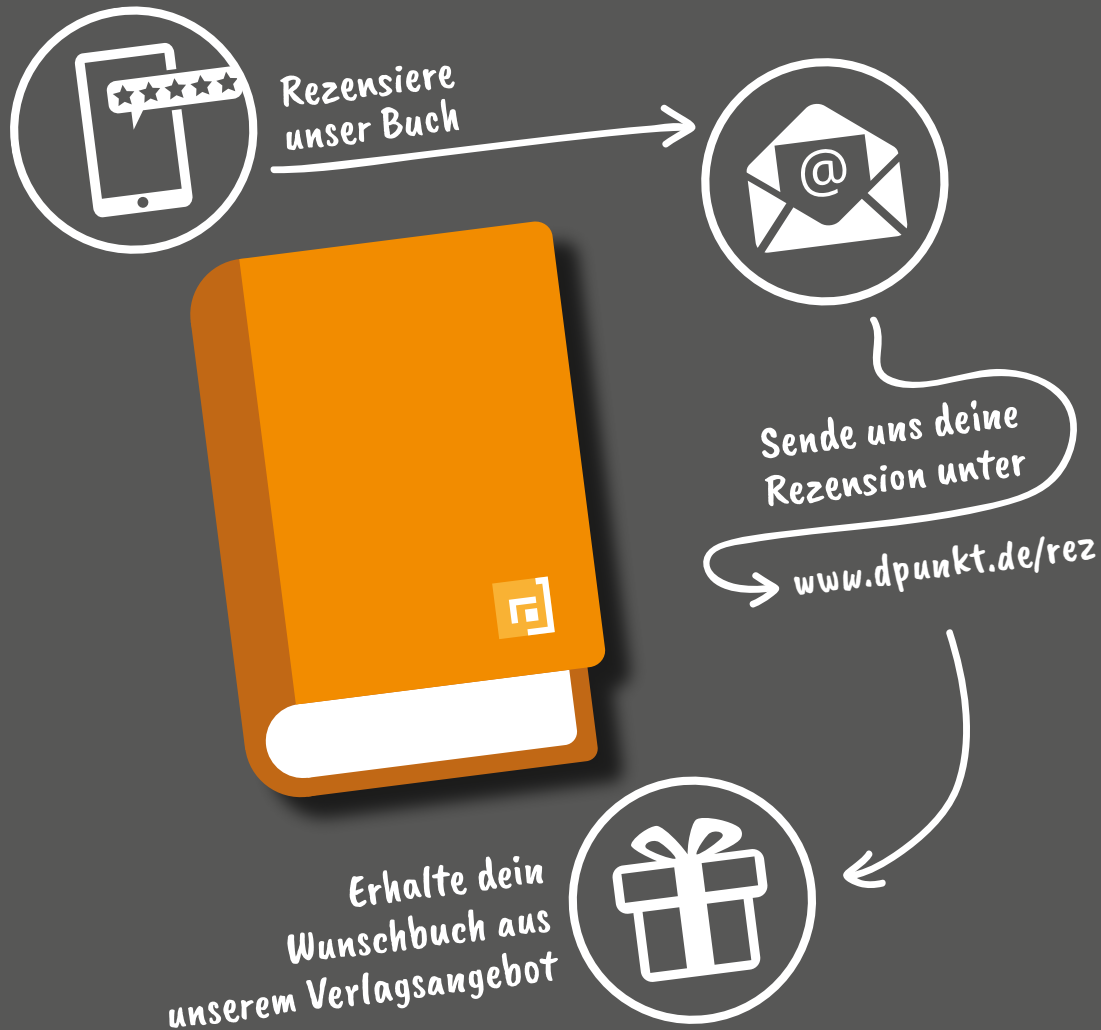 Rezensiere
unser Buch
@
Sende uns deine
Rezension unter
www.dpunkt.de/rez
Erhalte dein
Wunschbuch aus
unserem Verlagsangebot